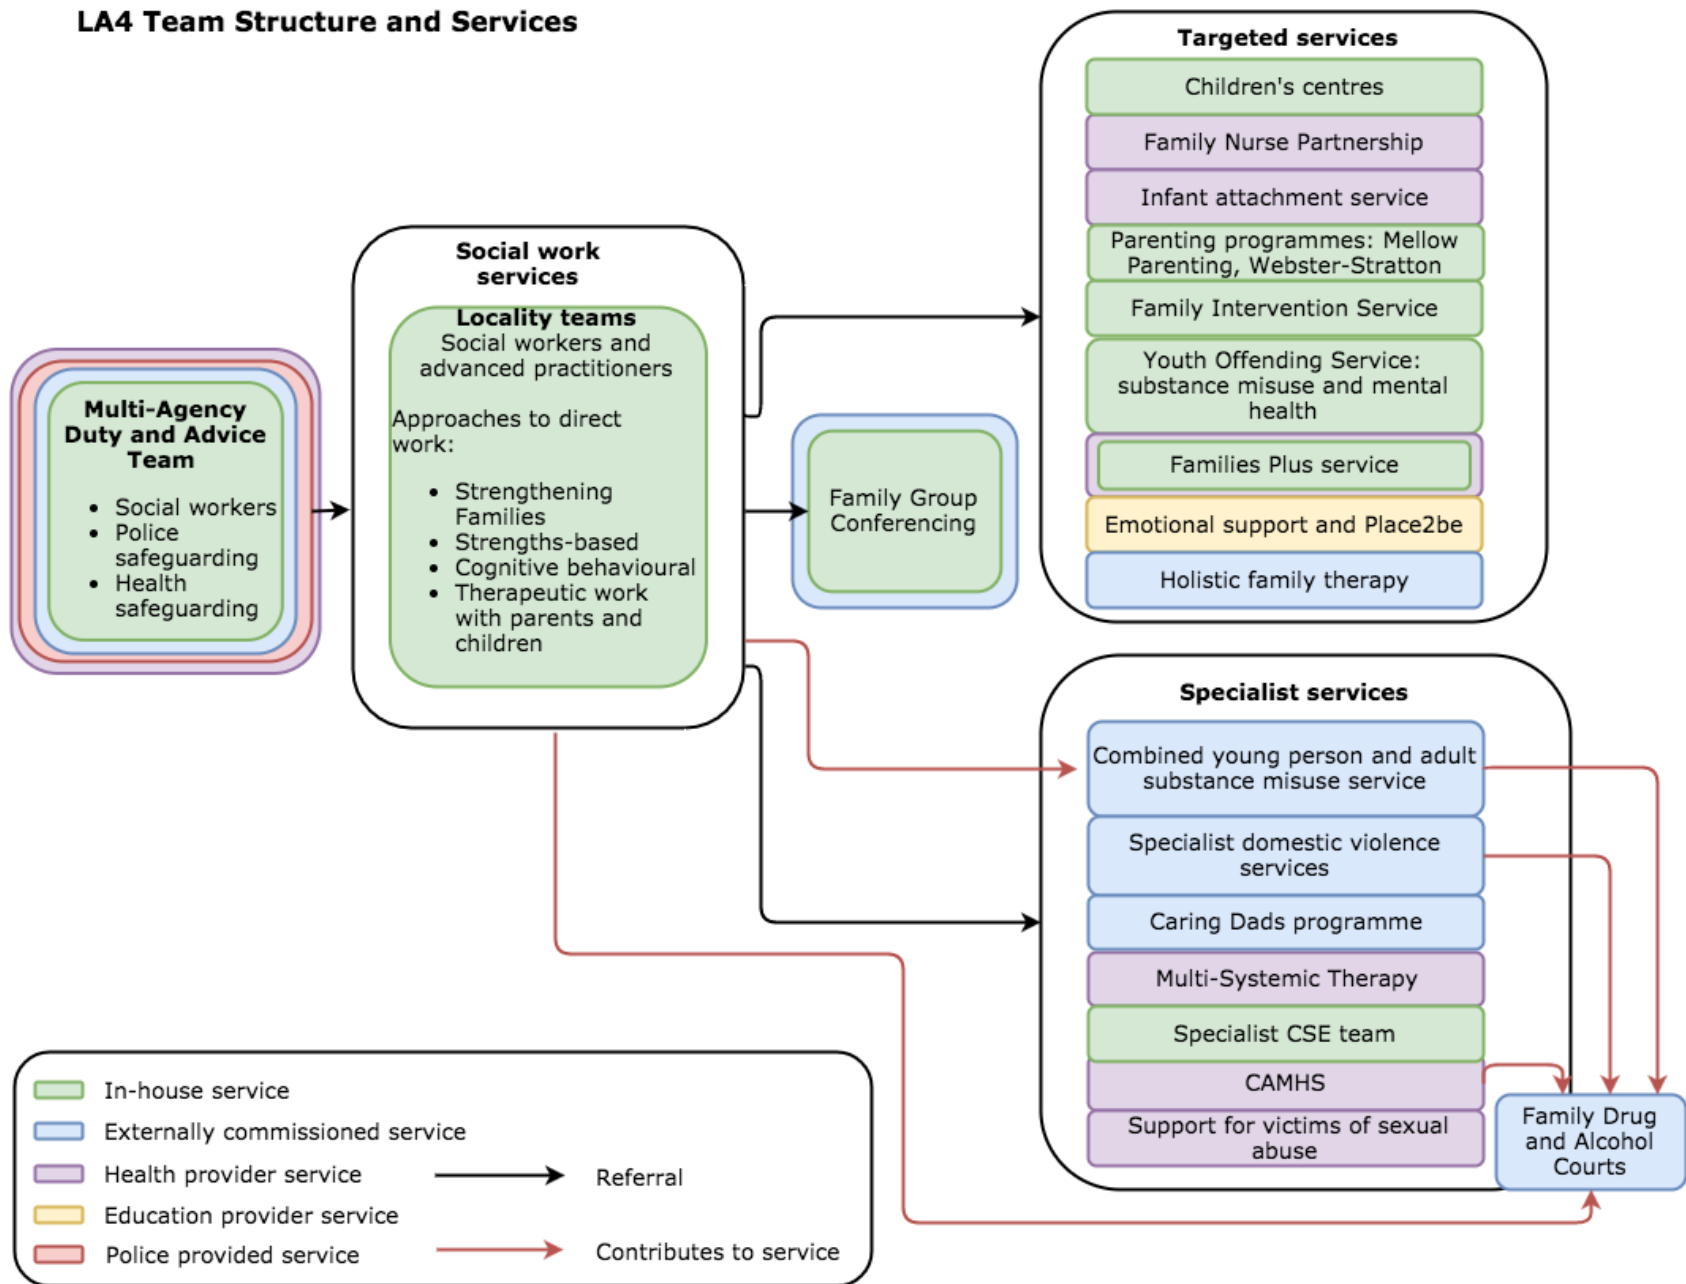 LA4 Team Structure and Services
Multi-Agency
Duty and Advice
Team
• Social workers
• Police
safeguarding
• Health
safeguarding
Social work
services
Locality teams
Social workers and
advanced practitioners
Approaches to direct
work:
• Strengthening
Families
• Strengths-based
• Cognitive behavioural
• Therapeutic work
with parents and
children
Family Group
Conferencing
Targeted services
Children's centres
Family Nurse Partnership
Infant attachment service
Parenting programmes: Mellow
Parenting, Webster-Stratton
Family Intervention Service
Youth Offending Service:
substance misuse and mental
health
Families Plus service
Emotional support and Place2be
Holistic family therapy
Specialist services
Combined young person and adult
substance misuse service
Specialist domestic violence
services
Caring Dads programme
Multi-Systemic Therapy
Specialist CSE team
CAMHS
Support for victims of sexual
abuse
Family Drug
and Alcohol
Courts
In-house service
Externally commissioned service
Health provider service
Education provider service
Police provided service
Referral
Contributes to service